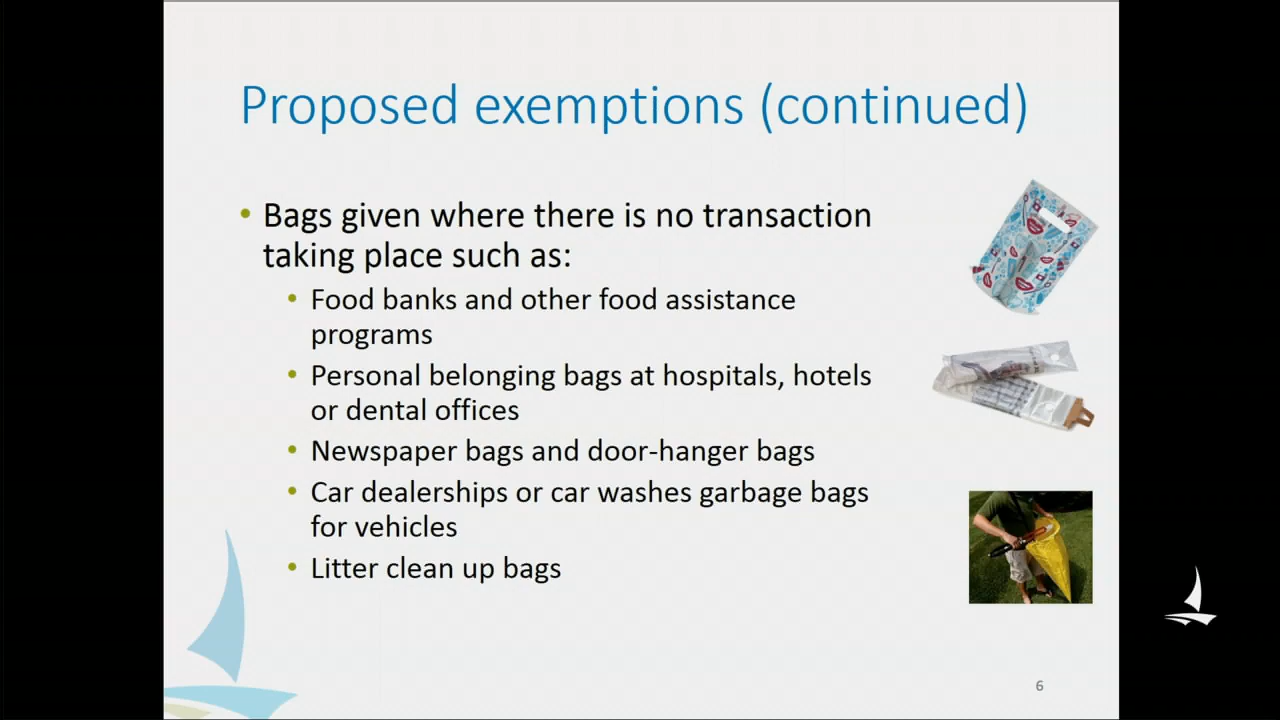 Proposed exemptions (continued)
• Bags given where there is no transaction
taking place such as:
• Food banks and other food assistance
programs
• Personal belonging bags at hospitals, hotels
or dental offices
• Newspaper bags and door-hanger bags
• Car dealerships or car washes garbage bags
for vehicles
• Litter clean up bags
6